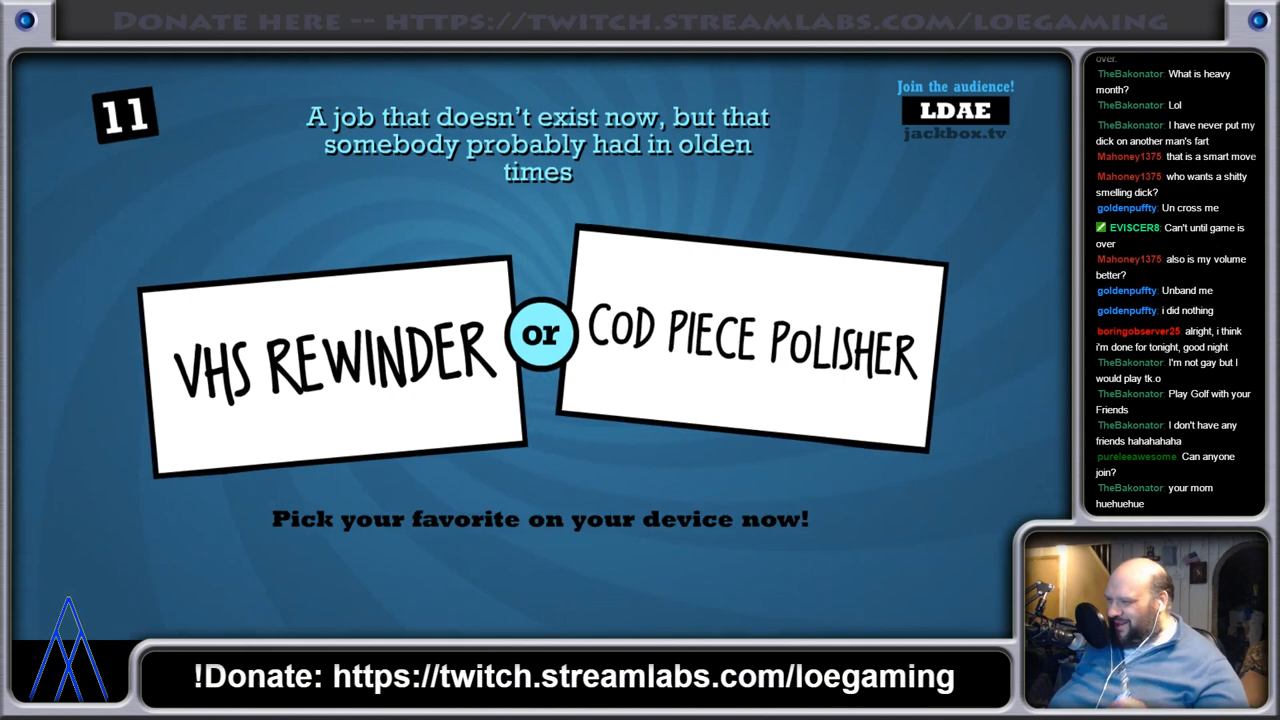 Donate here -- https://twitch.streamlabs.com/loegaming
11
A job that doesn't exist now, but that
somebody probably had in olden
times
Join the audience!
LDAE
jackbox.tv
VHS REWINDER
or
COD PIECE POLISHER
Pick your favorite on your device now!
!Donate: https://twitch.streamlabs.com/loegaming
over.
TheBakonator: What is heavy
month?
TheBakonator: Lol
TheBakonator: I have never put my
dick on another man's fart
Mahoney1375: that is a smart move
Mahoney1375: who wants a shitty
smelling dick?
goldenpuffty: Un cross me
EVISCER8: Can't until game is
over
Mahoney1375: also is my volume
better?
goldenpuffty: Unband me
goldenpuffty: i did nothing
boringobserver25: alright, i think
i'm done for tonight, good night
TheBakonator: I'm not gay but I
would play tk.o
TheBakonator: Play Golf with your
Friends
TheBakonator: I don't have any
friends hahahahaha
pureleeawesome: Can anyone
join?
TheBakonator: your mom
huehuehue